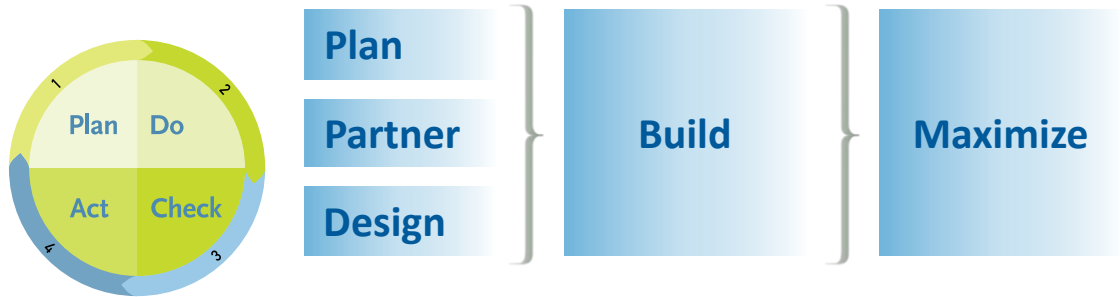 1
2
Plan Do
Act Check
4
3
Plan
Partner
Design
Build
Maximize